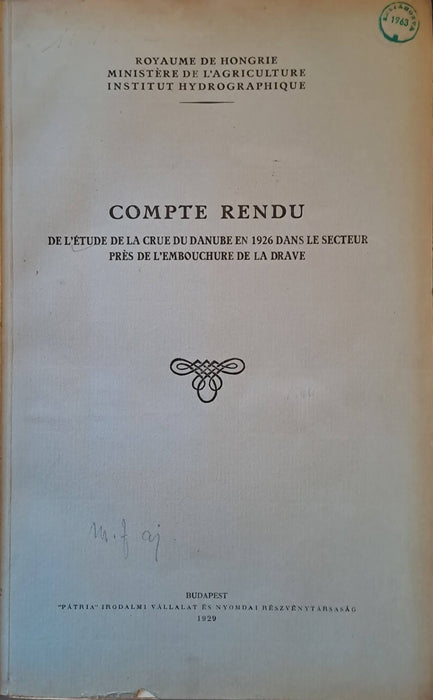 1963
ROYAUME DE HONGRIE
MINISTÈRE DE L'AGRICULTURE
INSTITUT HYDROGRAPHIQUE
COMPTE RENDU
DE L'ÉTUDE DE LA CRUE DU DANUBE EN 1926 DANS LE SECTEUR
PRÈS DE L'EMBOUCHURE DE LA DRAVE
BUDAPEST
"PÁTRIA" IRODALMI VÁLLALAT ÉS NYOMDAI RÉSZVÉNYTÁRSASÁG
1929